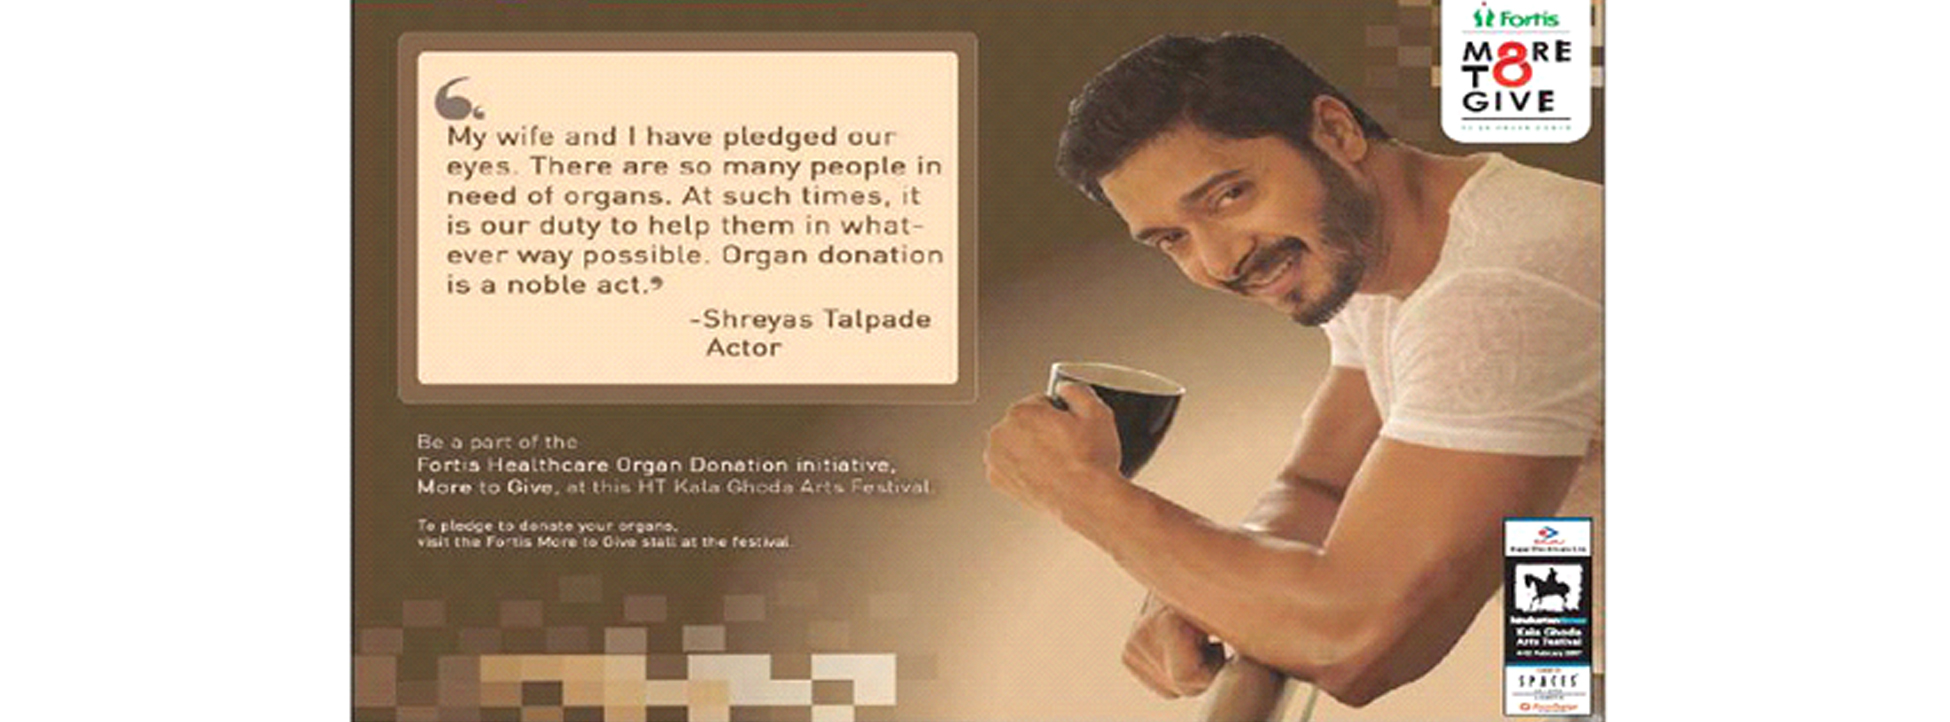 Fortis
MORE
TO
GIVE
My wife and I have pledged our
eyes. There are so many people in
need of organs. At such times, it
is our duty to help them in what-
ever way possible. Organ donation
is a noble act.
-Shreyas Talpade
Actor
Be a part of the
Fortis Healthcare Organ Donation initiative,
More to Give, at this HT Kala Ghoda Arts Festival.
To pledge to donate your organs,
visit the Fortis More to Give stall at the festival.
hindustantimes
Kala Ghoda
Arts Festival
SPACES